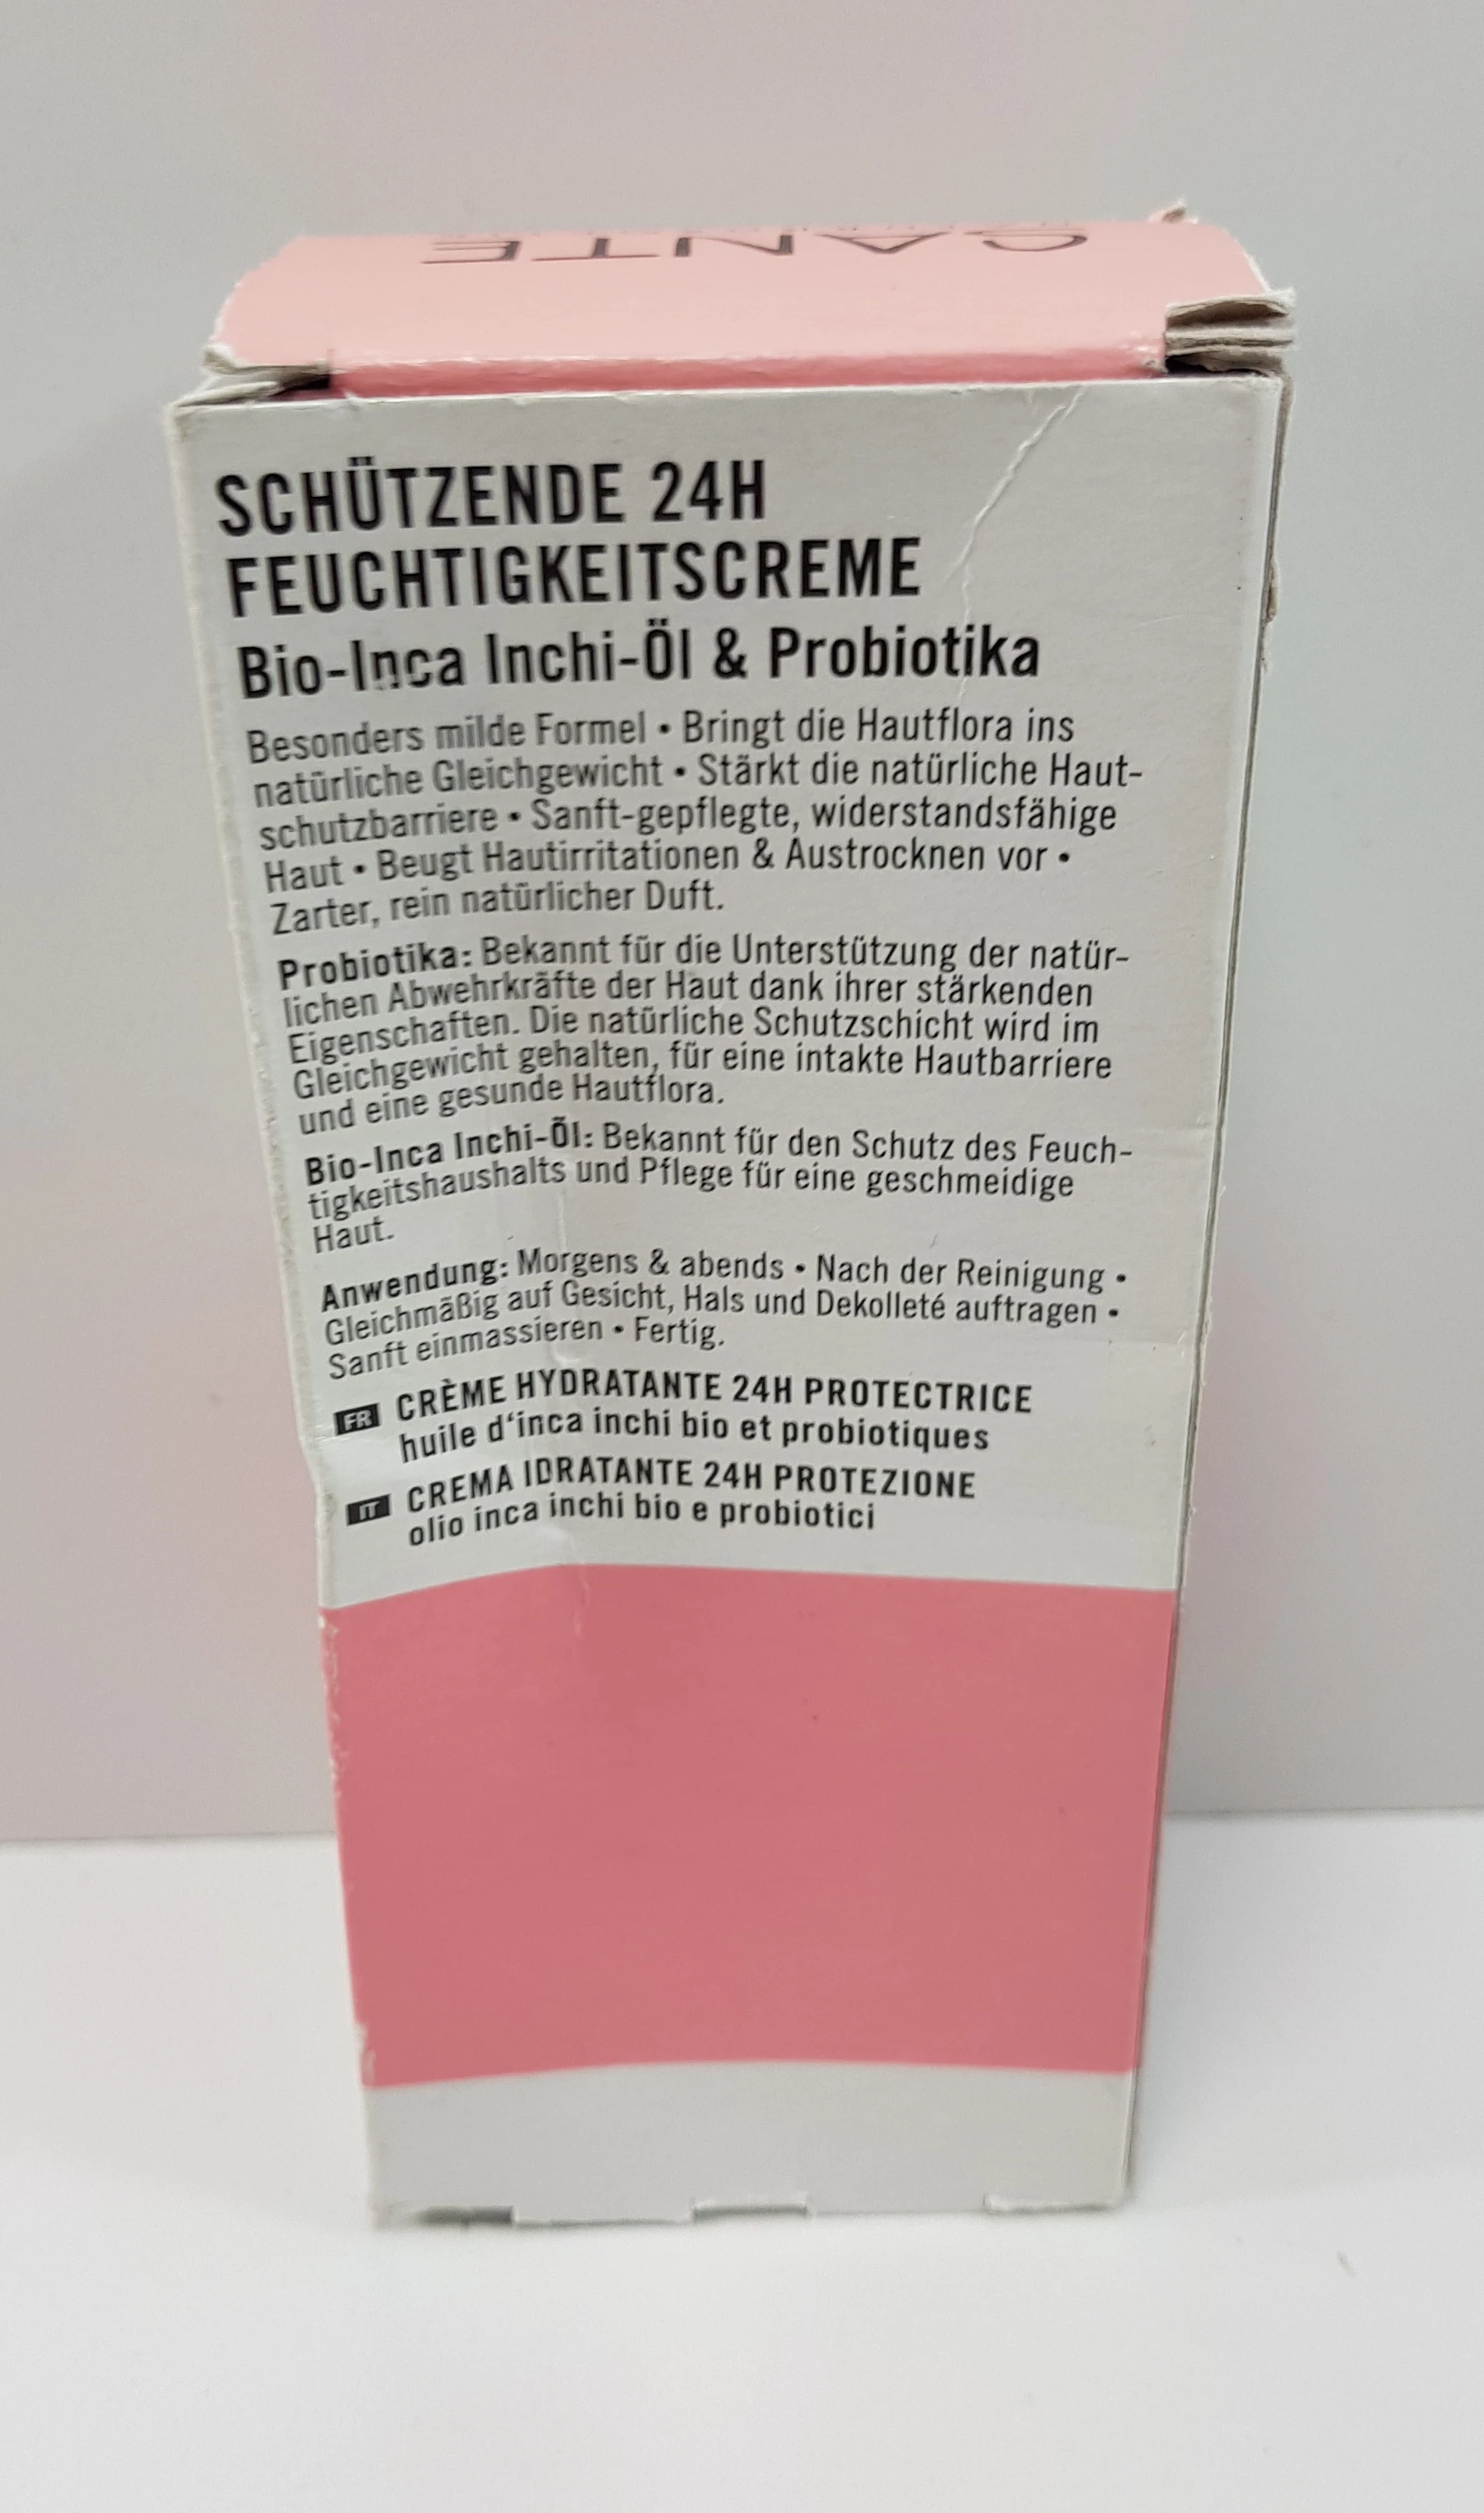 SANTE
SCHÜTZENDE 24H
FEUCHTIGKEITSCREME
Bio-Inca Inchi-Öl & Probiotika
Besonders milde Formel • Bringt die Hautflora ins
natürliche Gleichgewicht • Stärkt die natürliche Haut-
schutzbarriere • Sanft-gepflegte, widerstandsfähige
Haut • Beugt Hautirritationen & Austrocknen vor •
Zarter, rein natürlicher Duft.
Probiotika: Bekannt für die Unterstützung der natür-
lichen Abwehrkräfte der Haut dank ihrer stärkenden
Eigenschaften. Die natürliche Schutzschicht wird im
Gleichgewicht gehalten, für eine intakte Hautbarriere
und eine gesunde Hautflora.
Bio-Inca Inchi-Öl: Bekannt für den Schutz des Feuch-
tigkeitshaushalts und Pflege für eine geschmeidige
Haut.
Anwendung: Morgens & abends • Nach der Reinigung •
Gleichmäßig auf Gesicht, Hals und Dekolleté auftragen •
Sanft einmassieren • Fertig.
FR CRÈME HYDRATANTE 24H PROTECTRICE
huile d'inca inchi bio et probiotiques
IT CREMA IDRATANTE 24H PROTEZIONE
olio inca inchi bio e probiotici